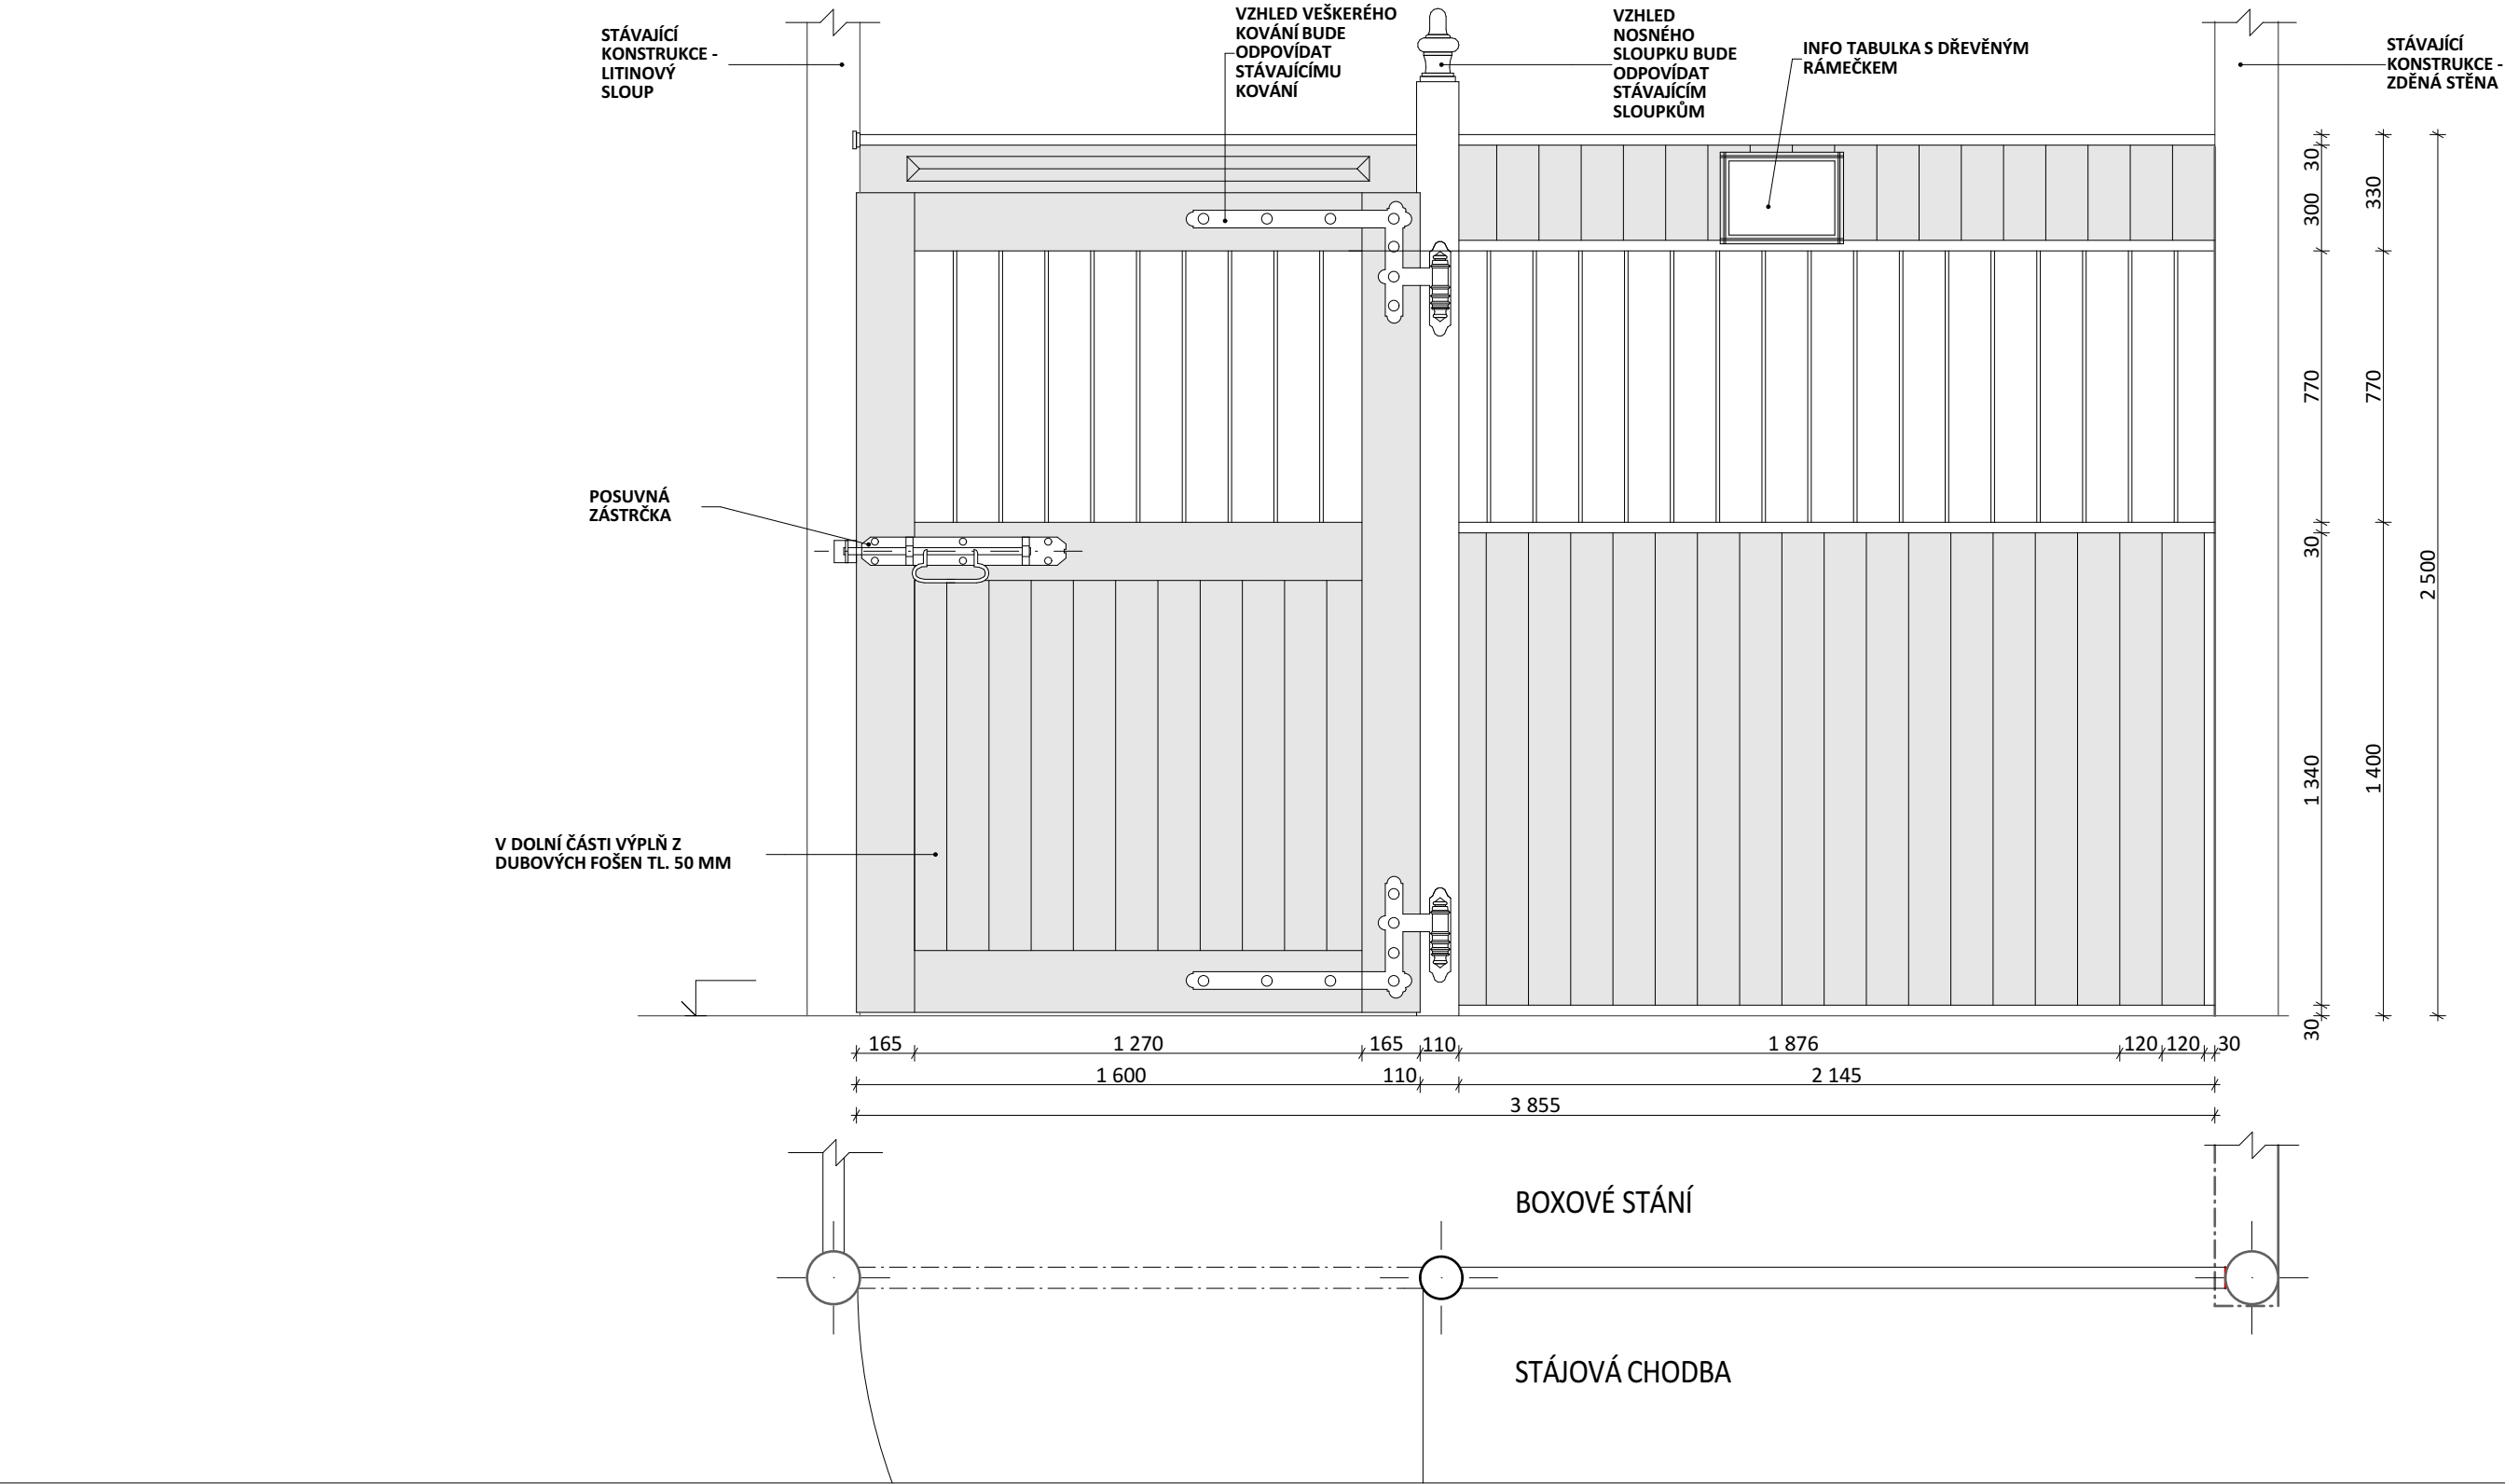 STÁVAJÍCÍ
KONSTRUKCE -
LITINOVÝ
SLOUP
VZHLED VEŠKERÉHO
KOVÁNÍ BUDE
ODPOVÍDAT
STÁVAJÍCÍMU
KOVÁNÍ
VZHLED
NOSNÉHO
SLOUPKU BUDE
ODPOVÍDAT
STÁVAJÍCÍM
SLOUPKŮM
INFO TABULKA S DŘEVĚNÝM
RÁMEČKEM
STÁVAJÍCÍ
KONSTRUKCE -
ZDĚNÁ STĚNA
POSUVNÁ
ZÁSTRČKA
V DOLNÍ ČÁSTI VÝPLŇ Z
DUBOVÝCH FOŠEN TL. 50 MM
30
300
770
30
1 340
30
330
770
1 400
2 500
165 1 270 165 110 1 876 120 120 30
1 600 110 2 145
3 855
BOXOVÉ STÁNÍ
STÁJOVÁ CHODBA